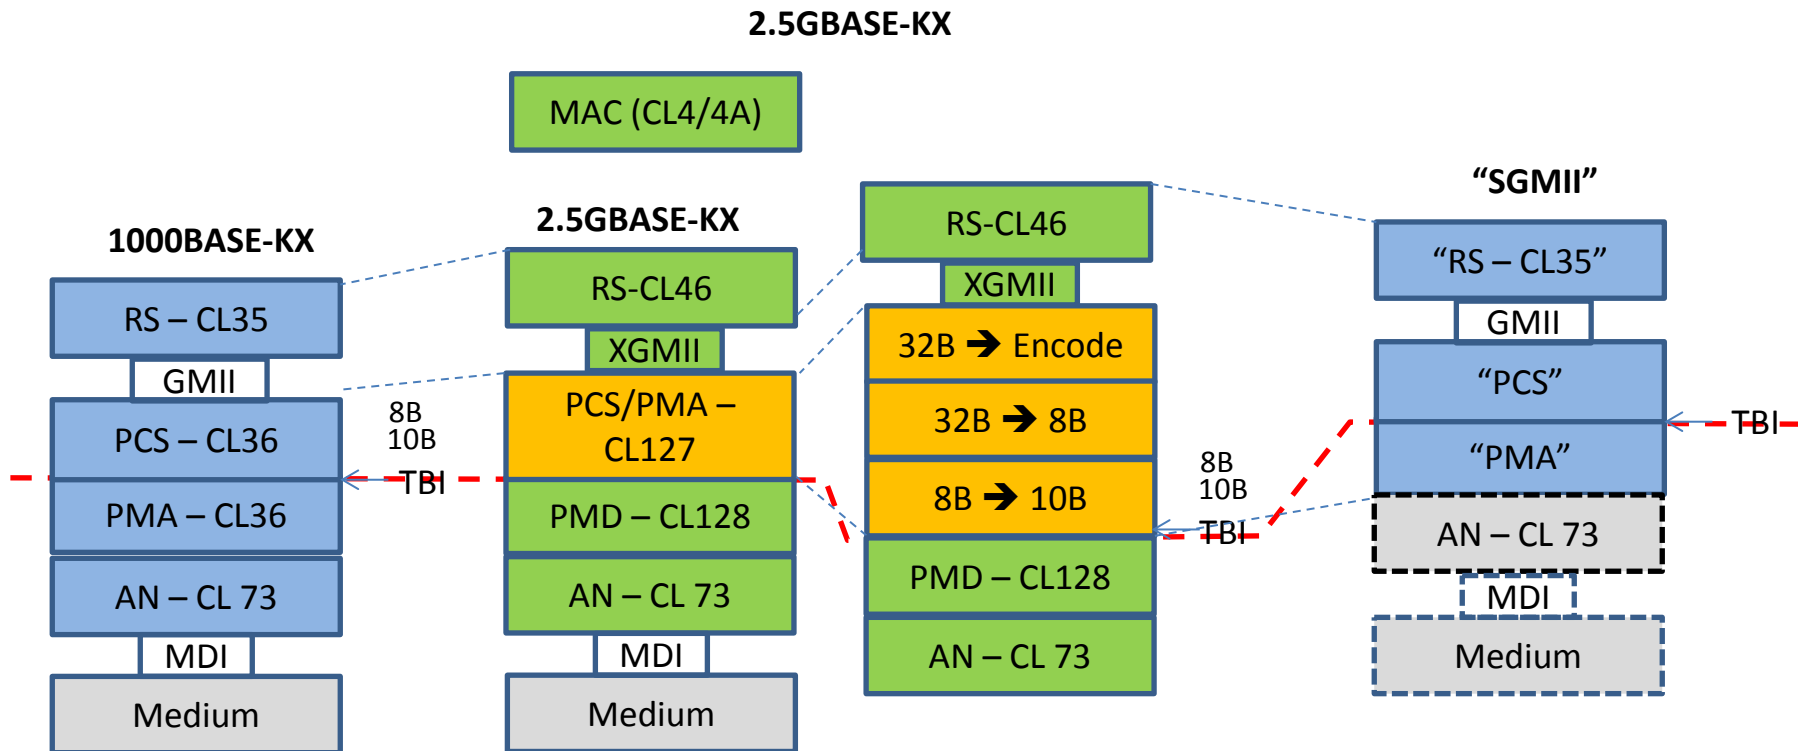 2.5GBASE-KX
MAC (CL4/4A)
1000BASE-KX
RS – CL35
GMII
PCS – CL36
PMA – CL36
AN – CL 73
MDI
Medium
8B
10B
TBI
2.5GBASE-KX
RS-CL46
XGMII
PCS/PMA –
CL127
PMD – CL128
AN – CL 73
MDI
Medium
RS-CL46
XGMII
32B ➔ Encode
32B ➔ 8B
8B ➔ 10B
PMD – CL128
AN – CL 73
8B
10B
TBI
“SGMII”
“RS – CL35”
GMII
“PCS”
“PMA”
AN – CL 73
MDI
Medium
TBI